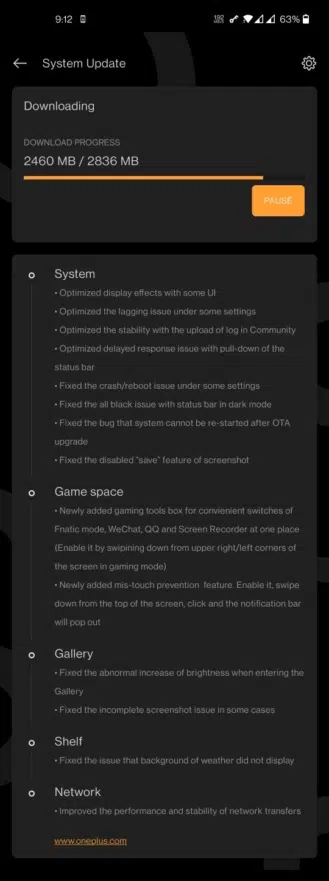 9:12 63%
System Update
Downloading
DOWNLOAD PROGRESS
2460 MB / 2836 MB
PAUSE
System
• Optimized display effects with some UI
• Optimized the lagging issue under some settings
• Optimized the stability with the upload of log in Community
• Optimized delayed response issue with pull-down of the
status bar
• Fixed the crash/reboot issue under some settings
• Fixed the all black issue with status bar in dark mode
• Fixed the bug that system cannot be re-started after OTA
upgrade
• Fixed the disabled "save" feature of screenshot
Game space
• Newly added gaming tools box for convienient switches of
Fnatic mode, WeChat, QQ and Screen Recorder at one place
(Enable it by swipining down from upper right/left corners of
the screen in gaming mode)
• Newly added mis-touch prevention feature. Enable it, swipe
down from the top of the screen, click and the notification bar
will pop out
Gallery
• Fixed the abnormal increase of brightness when entering the
Gallery
• Fixed the incomplete screenshot issue in some cases
Shelf
• Fixed the issue that background of weather did not display
Network
• Improved the performance and stability of network transfers
www.oneplus.com